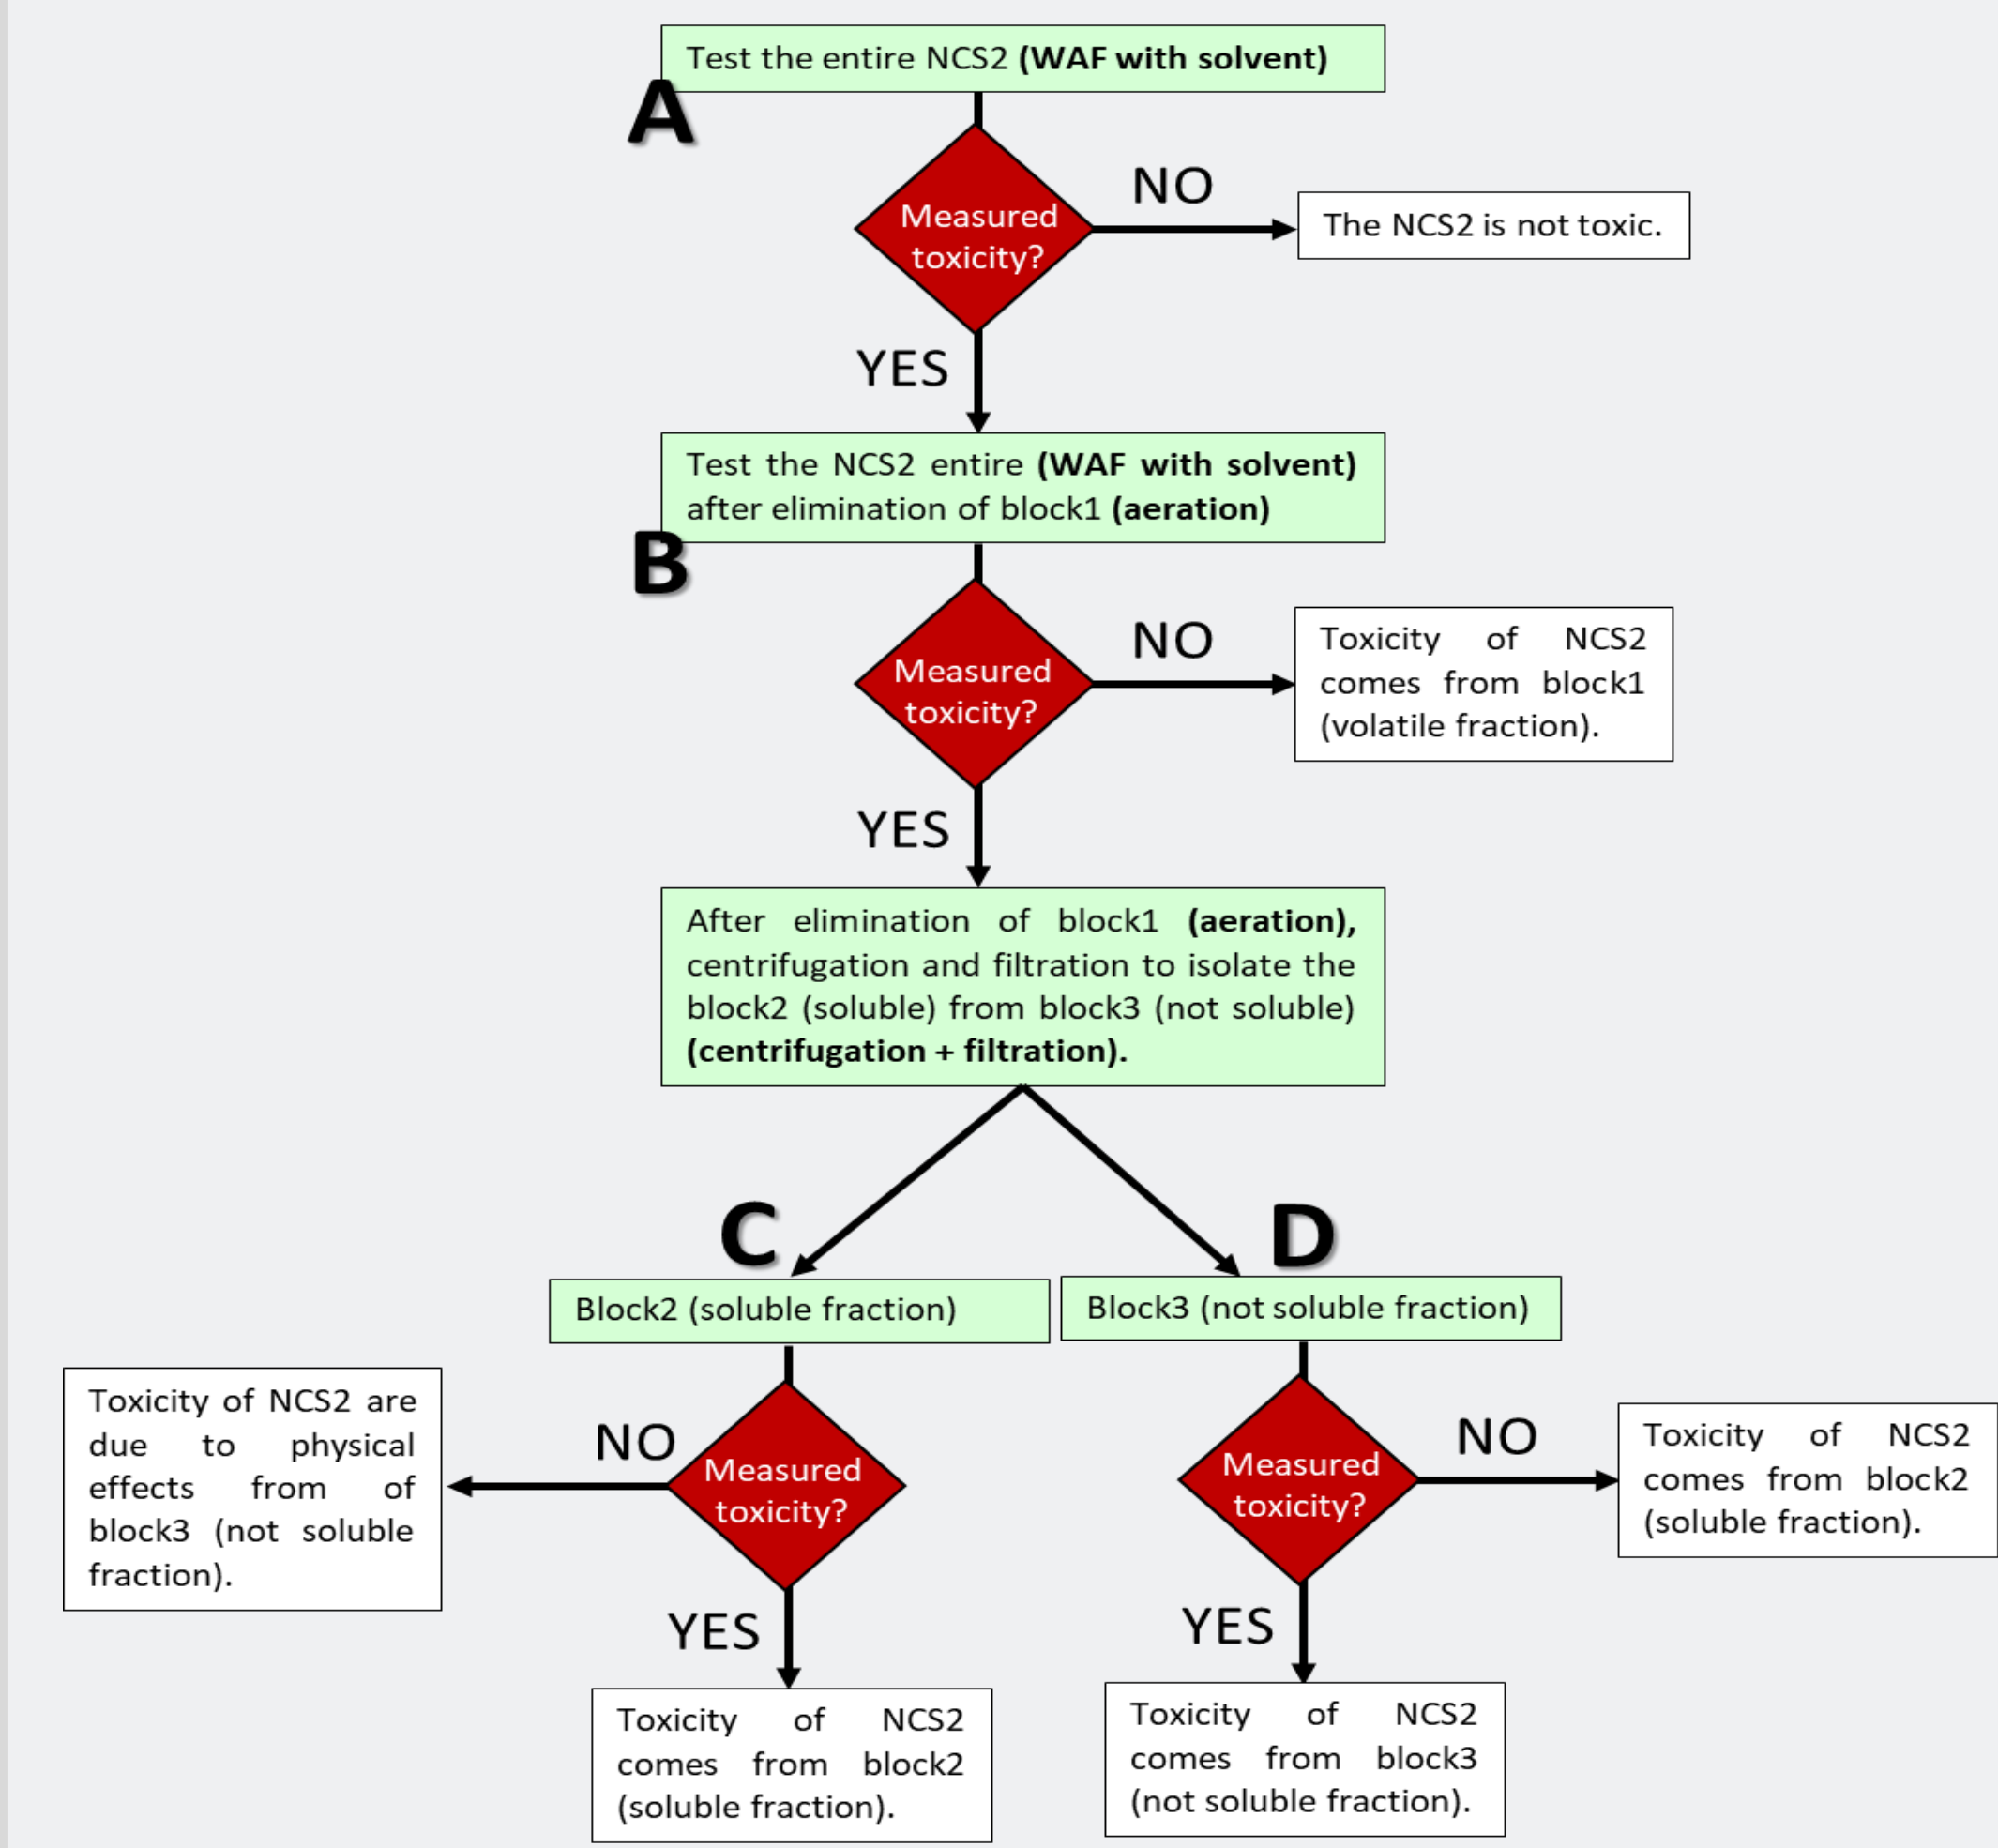 Test the entire NCS2 (WAF with solvent)
A
Measured
toxicity?
NO
The NCS2 is not toxic.
YES
Test the NCS2 entire (WAF with solvent)
after elimination of block1 (aeration)
B
Measured
toxicity?
NO
Toxicity of NCS2
comes from block1
(volatile fraction).
YES
After elimination of block1 (aeration),
centrifugation and filtration to isolate the
block2 (soluble) from block3 (not soluble)
(centrifugation + filtration).
C
D
Block2 (soluble fraction)
Block3 (not soluble fraction)
Toxicity of NCS2 are
due to physical
effects from of
block3 (not soluble
fraction).
NO
Measured
toxicity?
Measured
toxicity?
NO
Toxicity of NCS2
comes from block2
(soluble fraction).
YES
YES
Toxicity of NCS2
comes from block2
(soluble fraction).
Toxicity of NCS2
comes from block3
(not soluble fraction).